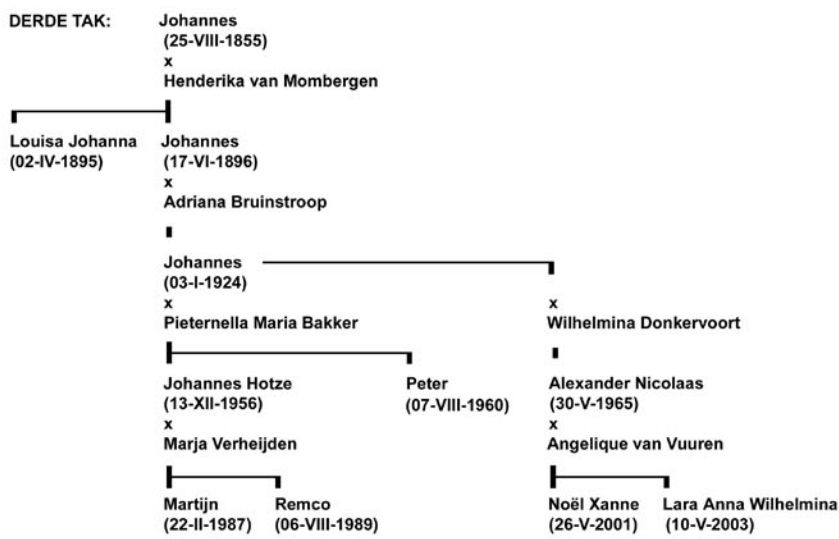 DERDE TAK: Johannes
(25-VIII-1855)
x
Henderika van Mombergen
Louisa Johanna Johannes
(02-IV-1895) (17-VI-1896)
x
Adriana Bruinstroop
Johannes
(03-I-1924)
x x
Pieternella Maria Bakker Wilhelmina Donkervoort
Johannes Hotze Peter Alexander Nicolaas
(13-XII-1956) (07-VIII-1960) (30-V-1965)
x x
Marja Verheijden Angelique van Vuuren
Martijn Remco Noël Xanne Lara Anna Wilhelmina
(22-II-1987) (06-VIII-1989) (26-V-2001) (10-V-2003)